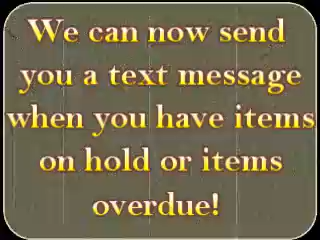 We can now send
you a text message
when you have items
on hold or items
overdue!